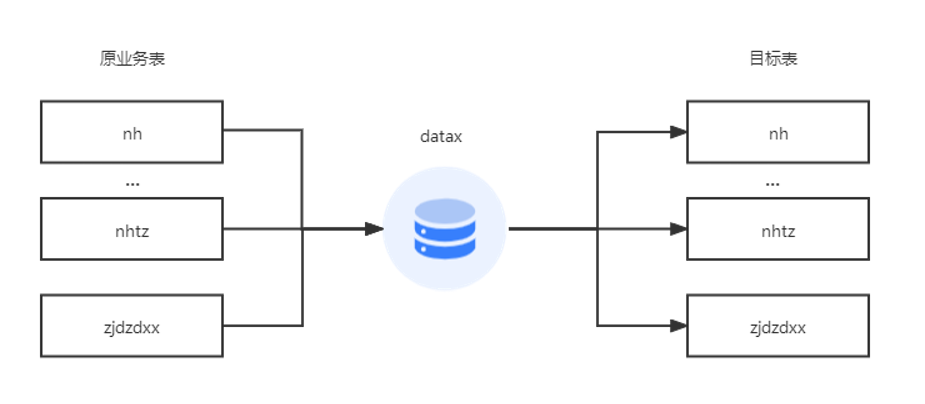 原业务表
目标表
nh
datax
nh
...
...
nhtz
nhtz
zjdzdxx
zjdzdxx